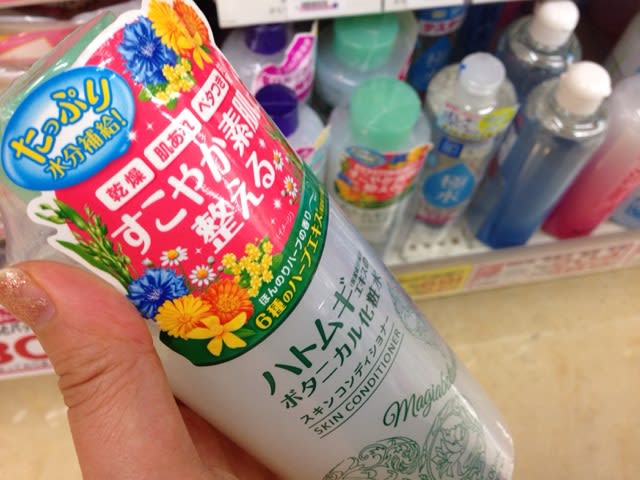 たっぷり
水分補給!
乾燥
肌あれ
ベタつき
すこやか素肌
整える
ほんのりハーブの香り
6種のハーブエキス
ハトムギ
エキス
ボタニカル化粧水
スキンコンディショナー
SKIN CONDITIONER